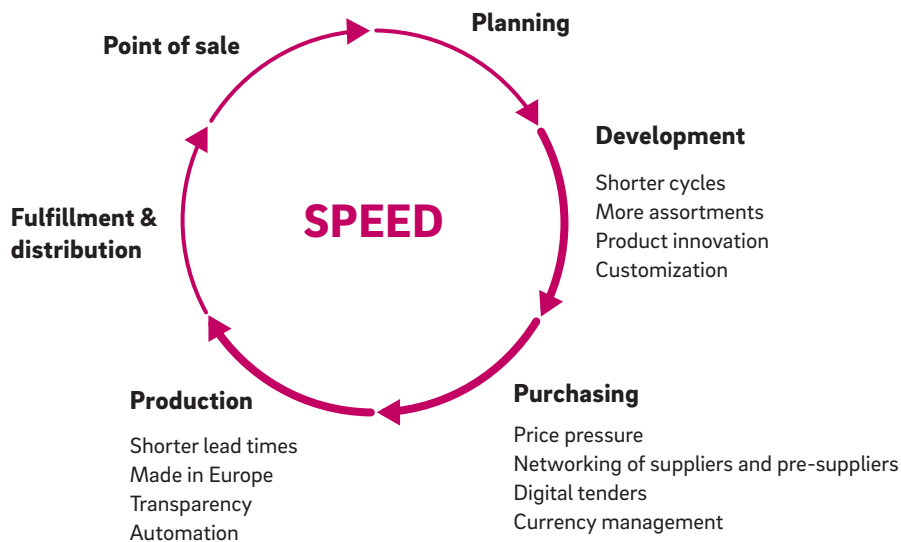 Planning
Point of sale
Development
Shorter cycles
More assortments
Product innovation
Customization
SPEED
Fulfillment &
distribution
Purchasing
Price pressure
Networking of suppliers and pre-suppliers
Digital tenders
Currency management
Production
Shorter lead times
Made in Europe
Transparency
Automation